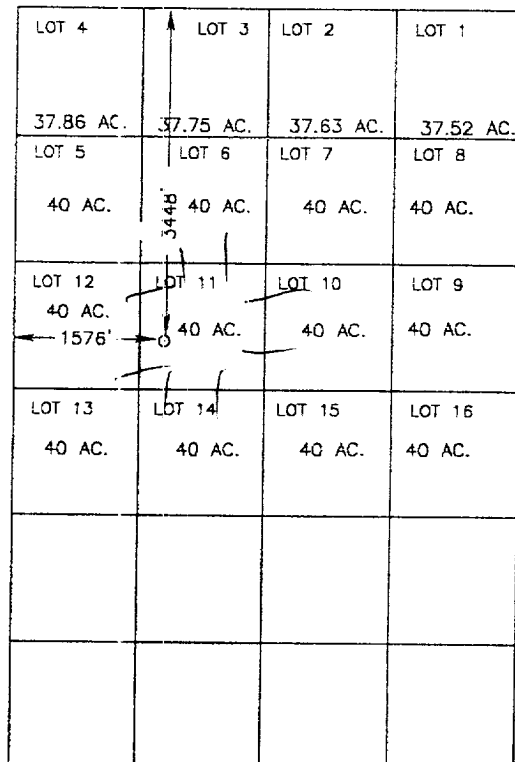 LOT 4 LOT 3 LOT 2 LOT 1
37.86 AC. 37.75 AC. 37.63 AC. 37.52 AC.
LOT 5 LOT 6 LOT 7 LOT 8
40 AC. 40 AC. 40 AC. 40 AC.
3448'
LOT 12 LOT 11 LOT 10 LOT 9
40 AC. 40 AC. 40 AC. 40 AC.
1576'
LOT 13 LOT 14 LOT 15 LOT 16
40 AC. 40 AC. 40 AC. 40 AC.